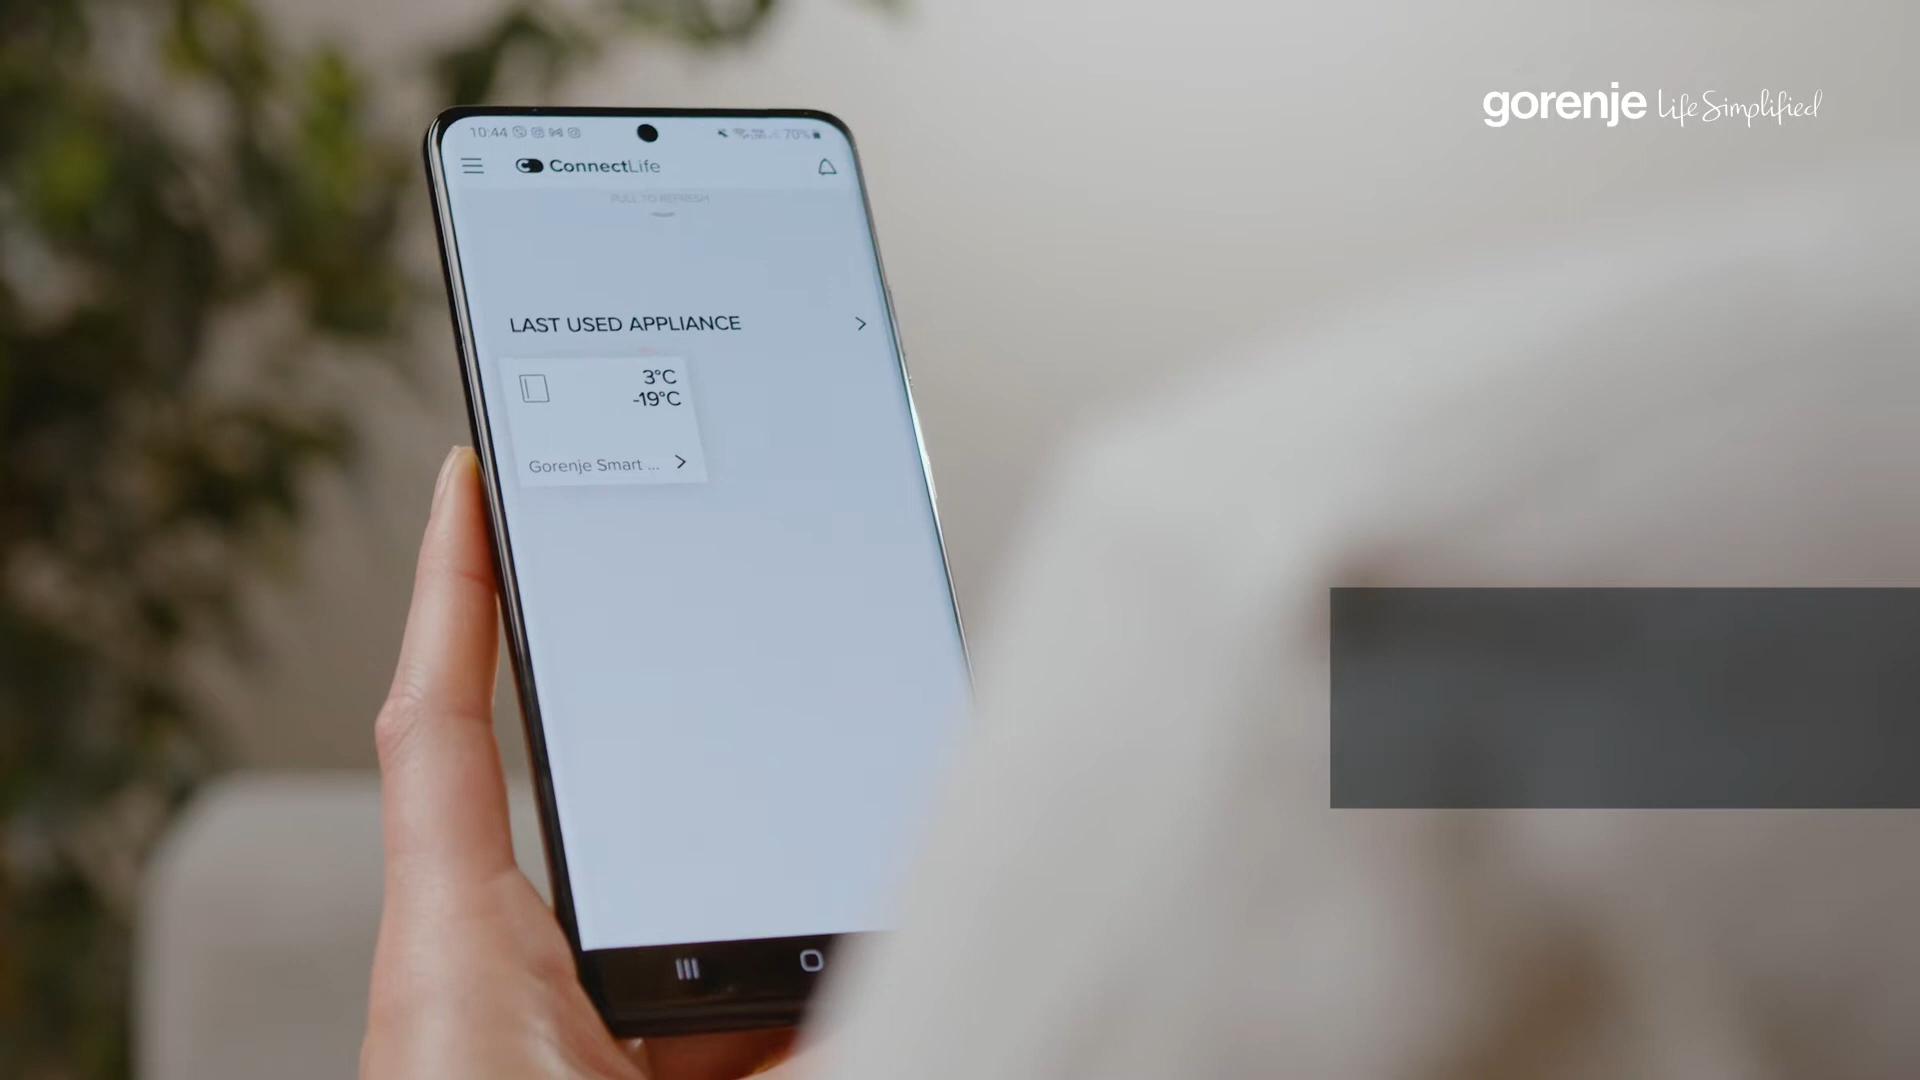 gorenje Life Simplified
10:44
70%
ConnectLife
PULL TO REFRESH
LAST USED APPLIANCE
3°C
-19°C
Gorenje Smart ...